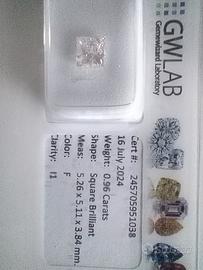 GWLAB
Gemewizard Laboratory
Cert #: 245705951038
16 July 2024
Weight: 0.96 Carats
Shape: Square Brilliant
Meas: 5.26 x 5.11 x 3.84 mm.
Color: F
Clarity: I1